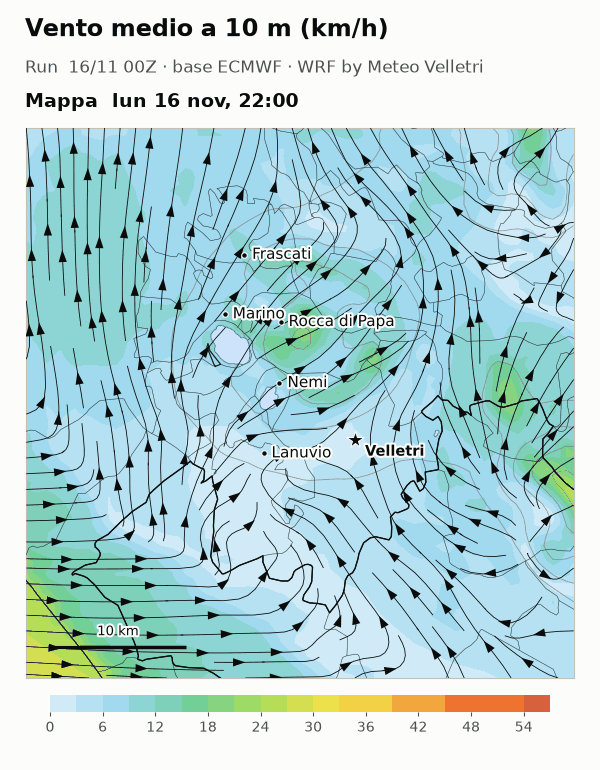 Vento medio a 10 m (km/h)
Run  16/11 00Z · base ECMWF · WRF by Meteo Velletri
Mappa  lun 16 nov, 22:00
Frascati
Marino
Rocca di Papa
Nemi
Lanuvio
Velletri
10 km
0 6 12 18 24 30 36 42 48 54